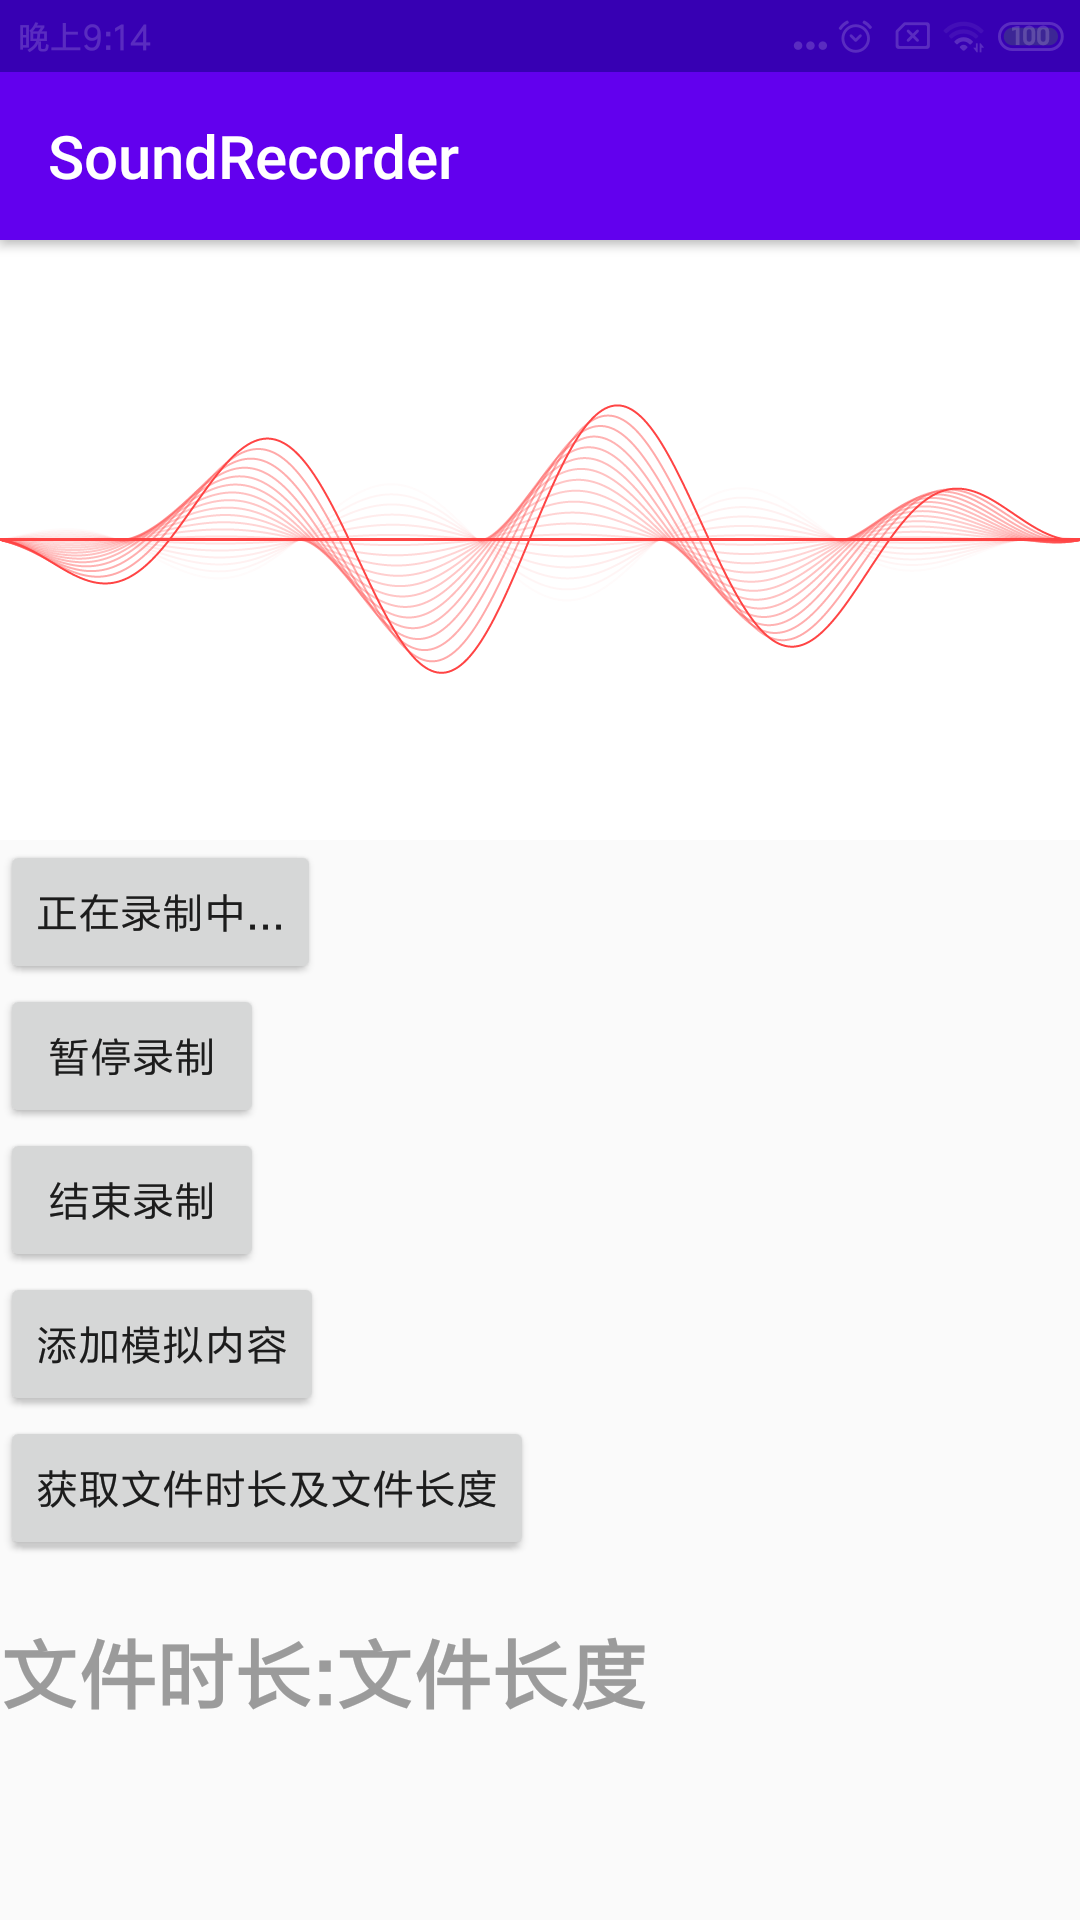 晚上9:14
100
SoundRecorder
正在录制中...
暂停录制
结束录制
添加模拟内容
获取文件时长及文件长度
文件时长:文件长度